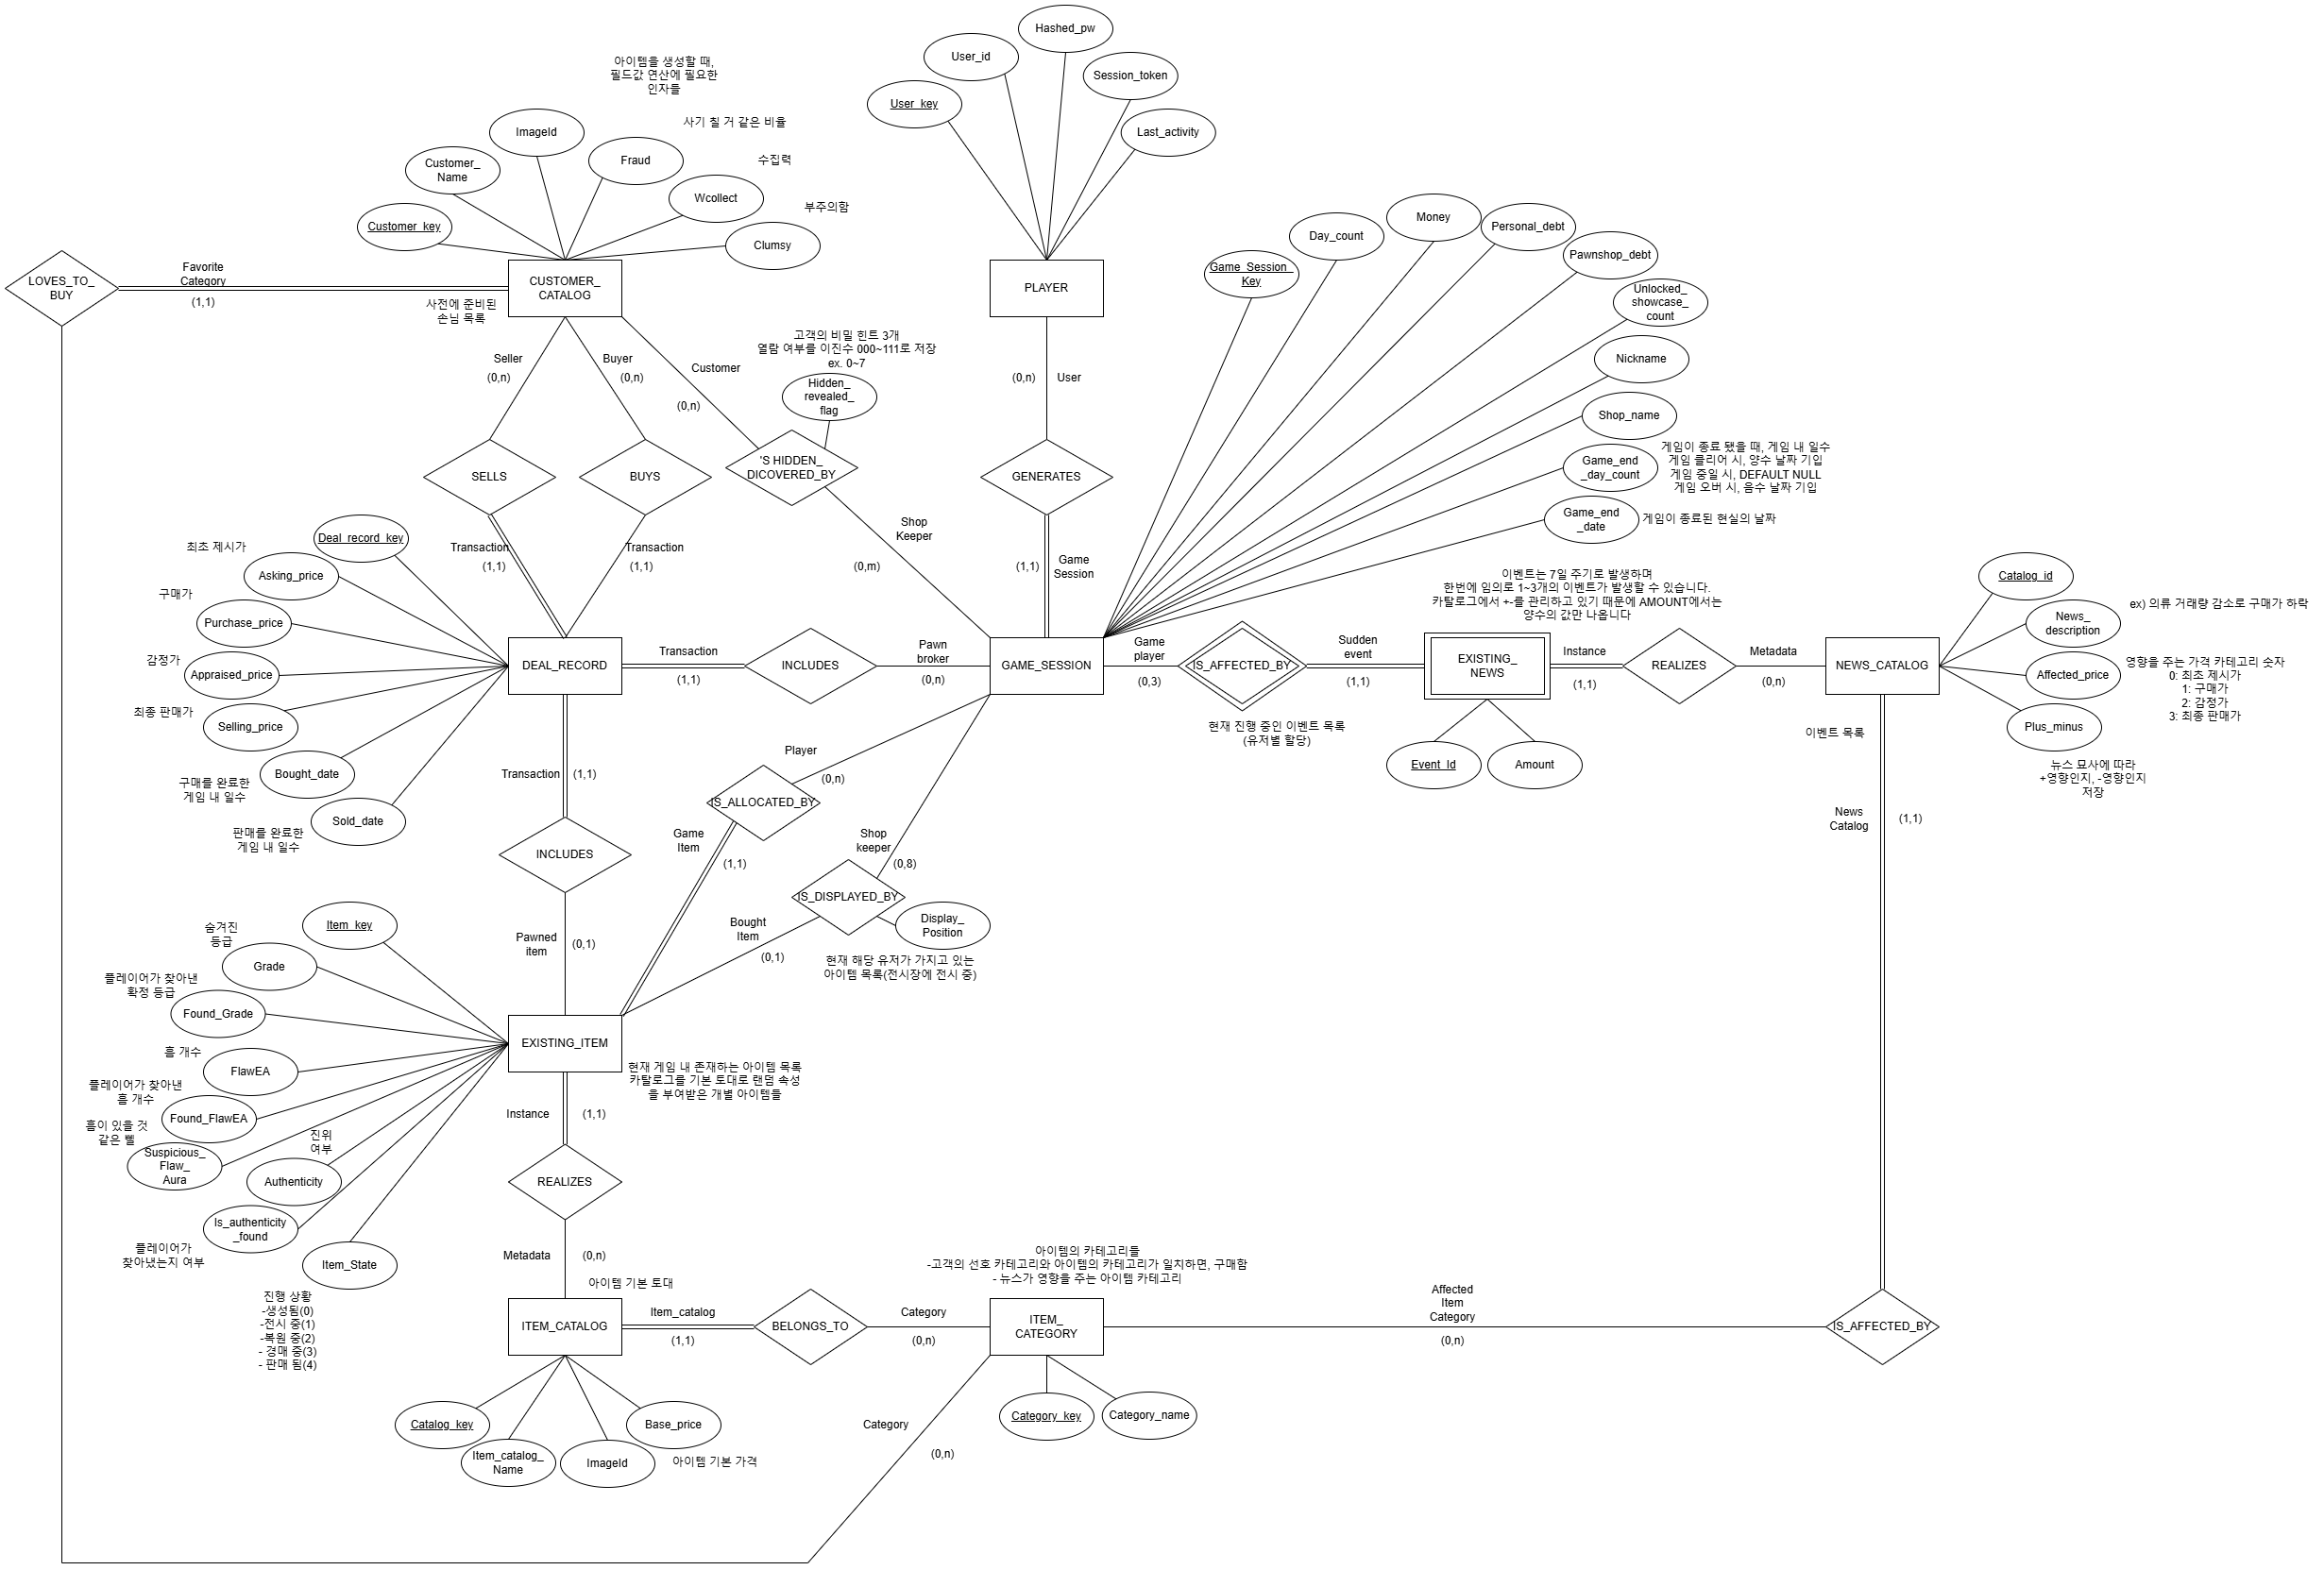 Hashed_pw
User_id
Session_token
User_key
Last_activity
아이템을 생성할 때,
필드값 연산에 필요한
인자들
ImageId
사기 칠 거 같은 비율
Fraud
수집력
Customer_
Name
Wcollect
부주의함
Customer_key
Clumsy
LOVES_TO_
BUY
Favorite
Category
(1,1)
CUSTOMER_
CATALOG
사전에 준비된
손님 목록
PLAYER
Game_Session_
Key
Day_count
Money
Personal_debt
Pawnshop_debt
Unlocked_
showcase_
count
Nickname
Shop_name
Game_end
_day_count
게임이 종료 됐을 때, 게임 내 일수
게임 클리어 시, 양수 날짜 기입
게임 중일 시, DEFAULT NULL
게임 오버 시, 음수 날짜 기입
Game_end
_date
게임이 종료된 현실의 날짜
Seller
(0,n)
Buyer
(0,n)
Customer
(0,n)
고객의 비밀 힌트 3개
열람 여부를 이진수 000~111로 저장
ex. 0~7
Hidden_
revealed_
flag
(0,n)
User
SELLS
BUYS
'S HIDDEN_
DICOVERED_BY
GENERATES
Transaction
(1,1)
Transaction
(1,1)
Shop
Keeper
(0,m)
(1,1)
Game
Session
최초 제시가
Deal_record_key
Asking_price
구매가
Purchase_price
감정가
Appraised_price
최종 판매가
Selling_price
구매를 완료한
게임 내 일수
Bought_date
판매를 완료한
게임 내 일수
Sold_date
DEAL_RECORD
Transaction
(1,1)
INCLUDES
Pawn
broker
(0,n)
GAME_SESSION
Game
player
(0,3)
IS_AFFECTED_BY
현재 진행 중인 이벤트 목록
(유저별 할당)
Sudden
event
(1,1)
이벤트는 7일 주기로 발생하며
한번에 임의로 1~3개의 이벤트가 발생할 수 있습니다.
카탈로그에서 +-를 관리하고 있기 때문에 AMOUNT에서는
양수의 값만 나옵니다
EXISTING_
NEWS
Event_Id
Amount
Instance
(1,1)
REALIZES
Metadata
(0,n)
NEWS_CATALOG
이벤트 목록
Catalog_id
News_
description
ex) 의류 거래량 감소로 구매가 하락
Affected_price
영향을 주는 가격 카테고리 숫자
0: 최초 제시가
1: 구매가
2: 감정가
3: 최종 판매가
Plus_minus
뉴스 묘사에 따라
+영향인지, -영향인지
저장
News
Catalog
(1,1)
Transaction
(1,1)
INCLUDES
Pawned
item
(0,1)
Player
(0,n)
IS_ALLOCATED_BY
Game
Item
(1,1)
Shop
keeper
(0,8)
IS_DISPLAYED_BY
Display_
Position
Bought
Item
(0,1)
현재 해당 유저가 가지고 있는
아이템 목록(전시장에 전시 중)
Item_key
숨겨진
등급
Grade
플레이어가 찾아낸
확정 등급
Found_Grade
흠 개수
FlawEA
플레이어가 찾아낸
흠 개수
Found_FlawEA
흠이 있을 것
같은 삘
Suspicious_
Flaw_
Aura
진위
여부
Authenticity
Is_authenticity
_found
플레이어가
찾아냈는지 여부
Item_State
진행 상황
-생성됨(0)
-전시 중(1)
-복원 중(2)
- 경매 중(3)
- 판매 됨(4)
EXISTING_ITEM
현재 게임 내 존재하는 아이템 목록
카탈로그를 기본 토대로 랜덤 속성
을 부여받은 개별 아이템들
Instance
(1,1)
REALIZES
Metadata
(0,n)
아이템 기본 토대
ITEM_CATALOG
Item_catalog
(1,1)
BELONGS_TO
Category
(0,n)
아이템의 카테고리들
-고객의 선호 카테고리와 아이템의 카테고리가 일치하면, 구매함
- 뉴스가 영향을 주는 아이템 카테고리
ITEM_
CATEGORY
Affected
Item
Category
(0,n)
IS_AFFECTED_BY
Catalog_key
Item_catalog_
Name
ImageId
Base_price
아이템 기본 가격
Category
(0,n)
Category_key
Category_name